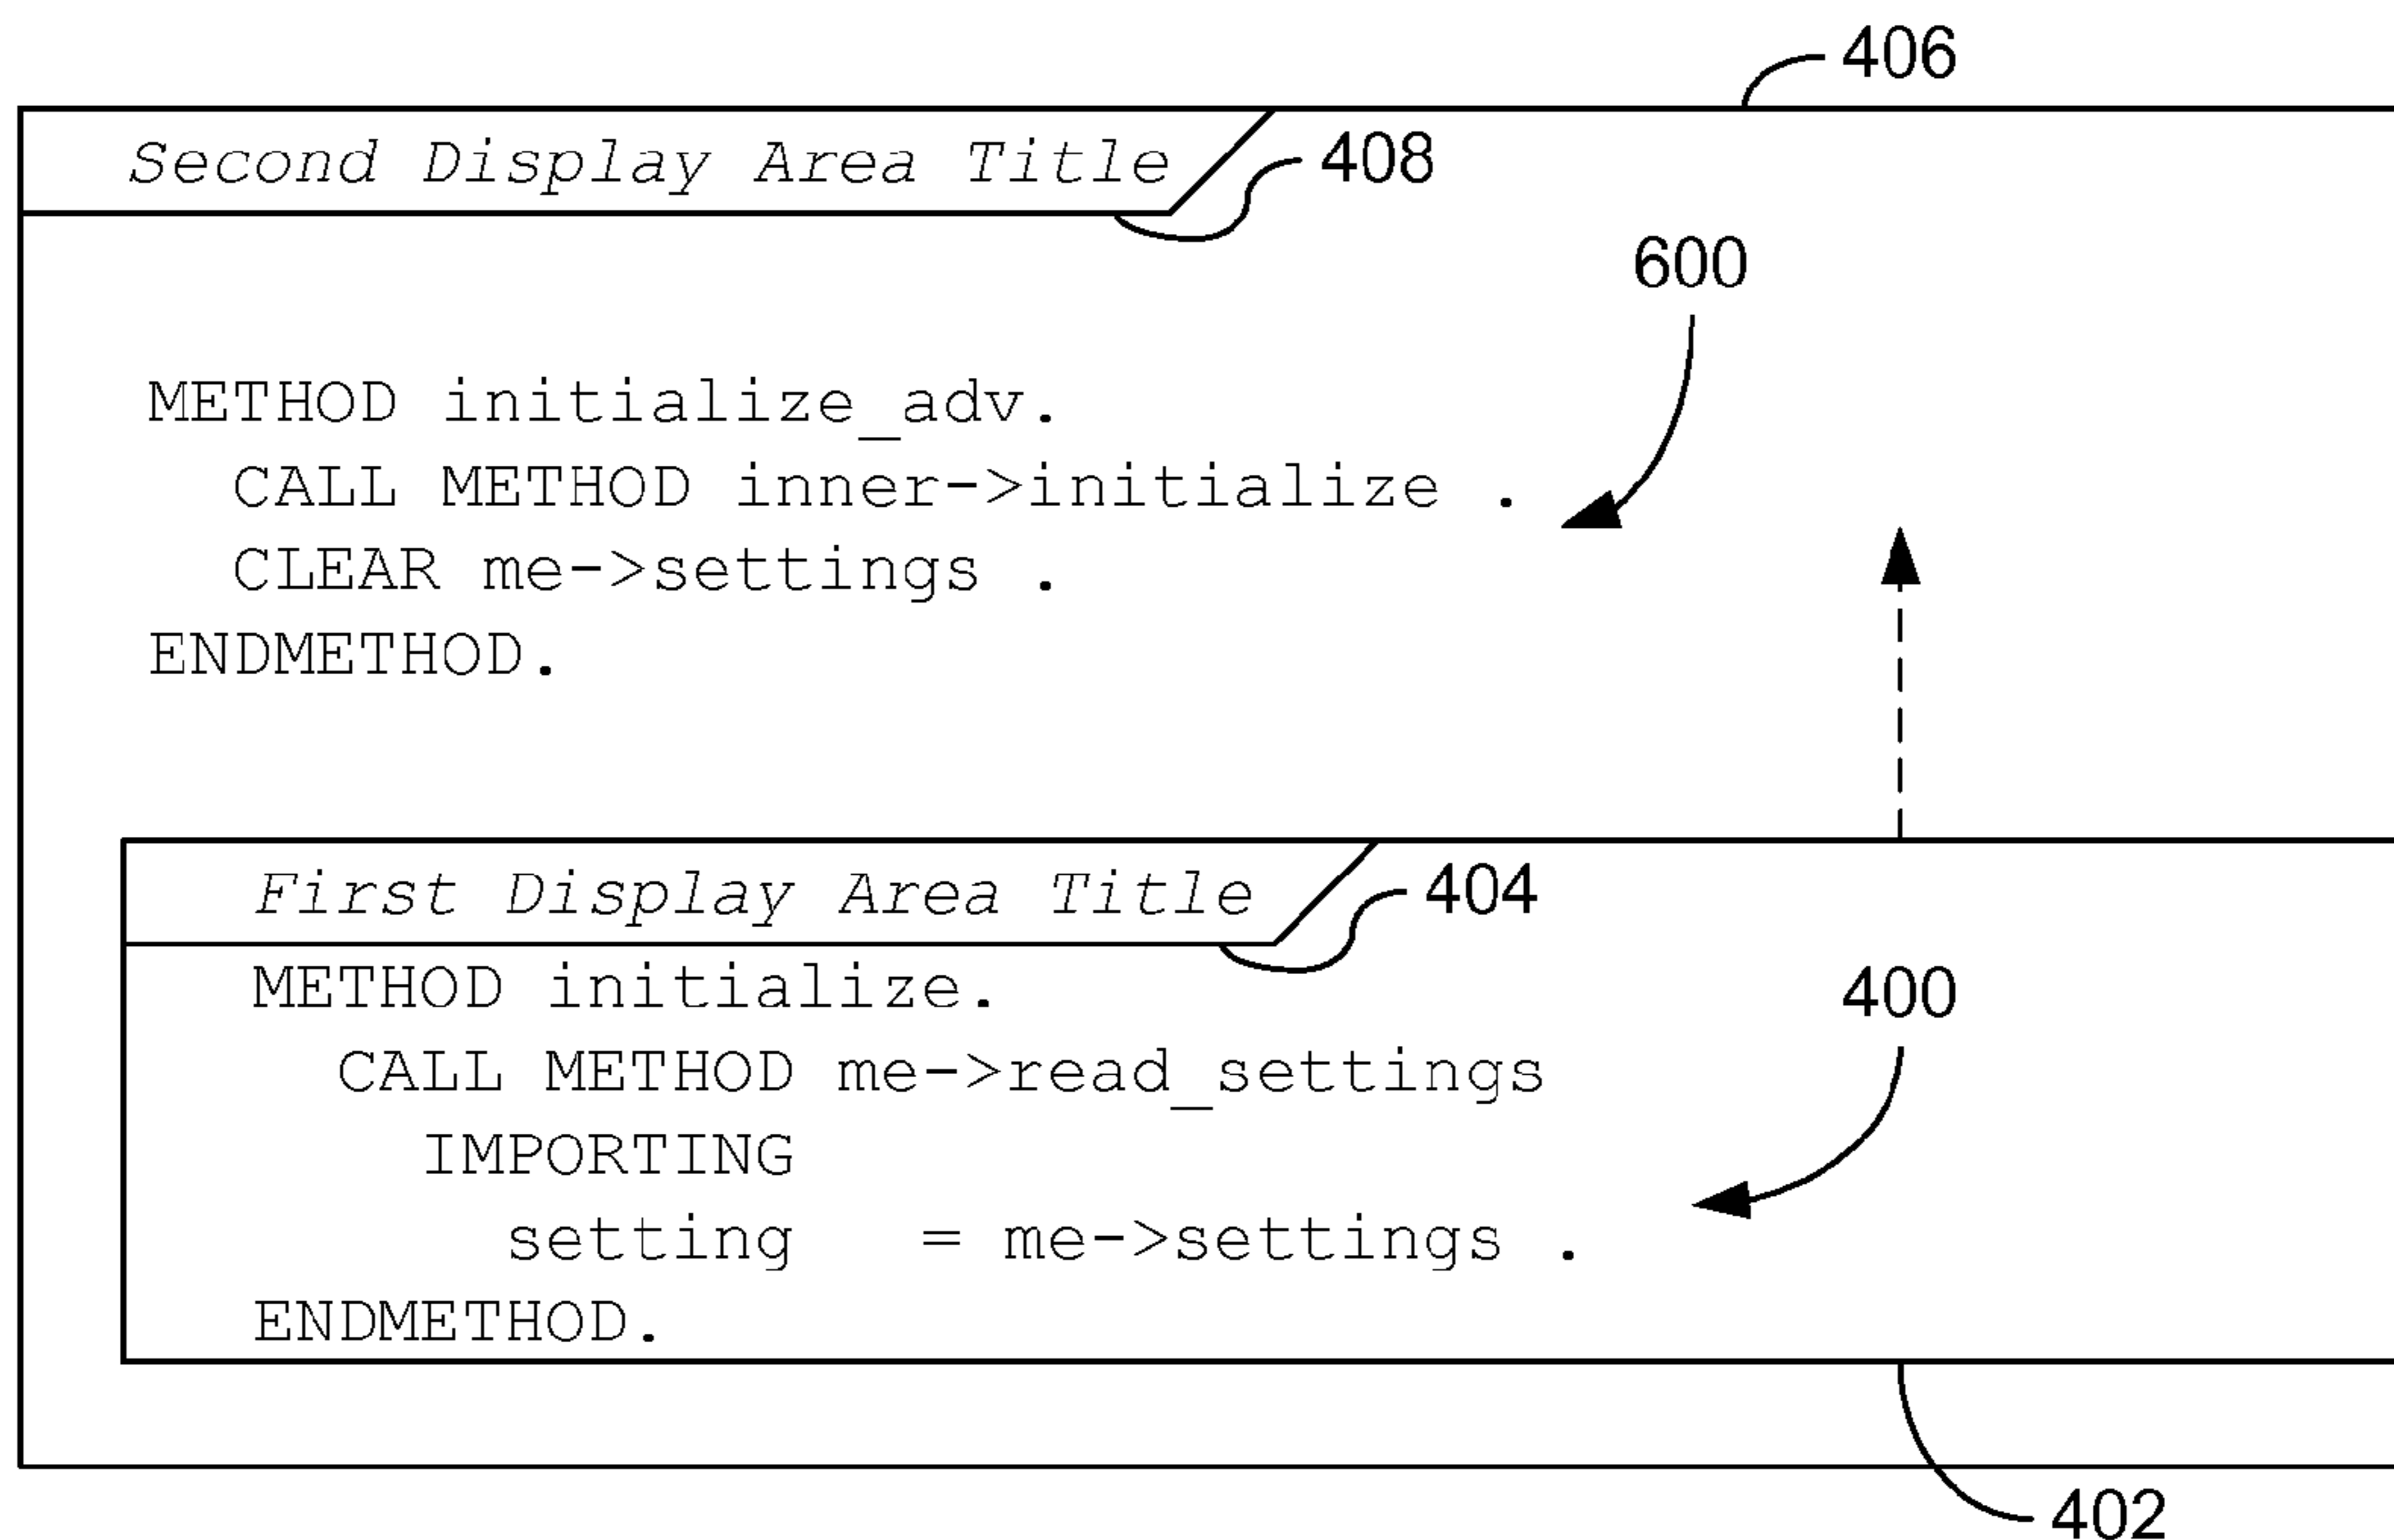 406
Second Display Area Title
408
600
METHOD initialize_adv.
CALL METHOD inner->initialize .
CLEAR me->settings .
ENDMETHOD.
First Display Area Title
404
METHOD initialize.
400
CALL METHOD me->read_settings
IMPORTING
setting = me->settings .
ENDMETHOD.
402